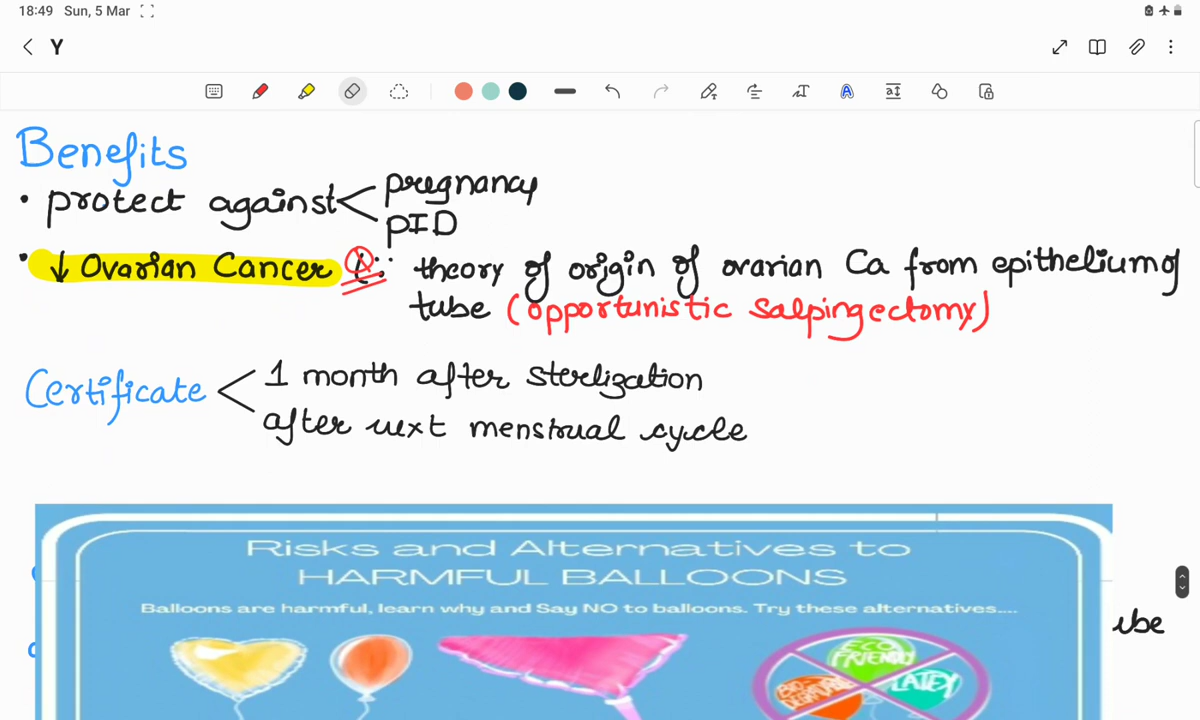 18:49 Sun, 5 Mar
Y
Benefits
• protect against pregnancy
PID
• ↓ Ovarian Cancer ∵ theory of origin of ovarian Ca from epithelium of
tube (opportunistic salpingectomy)
Certificate 1 month after sterlization
after next menstrual cycle
Risks and Alternatives to
HARMFUL BALLOONS
Balloons are harmful, learn why and Say NO to balloons. Try these alternatives....
ECO
FRIENDLY
LATEX